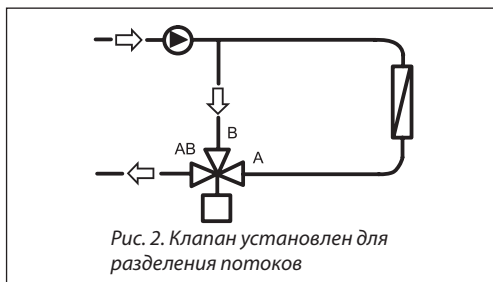 B
AB
A
Рис. 2. Клапан установлен для
разделения потоков